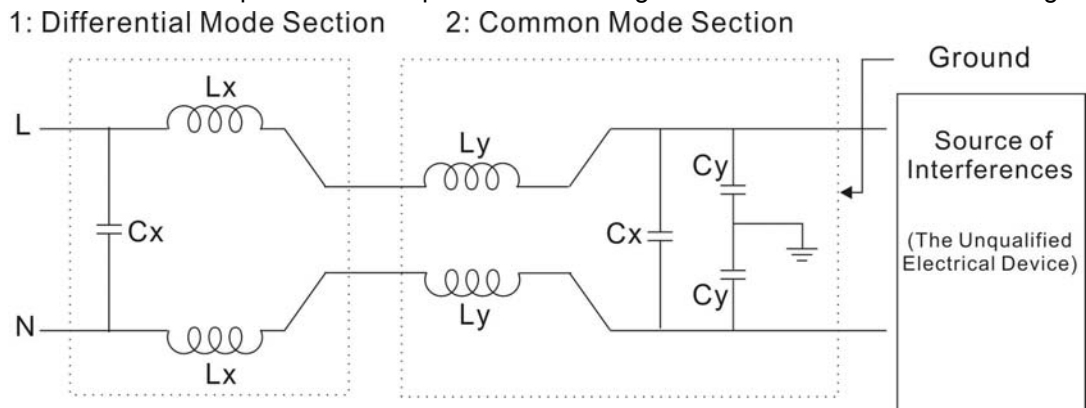 1: Differential Mode Section 2: Common Mode Section
Ground
Lx
L
Ly
Source of
Interferences
Cy
Cx
Cx
(The Unqualified
Electrical Device)
Cy
Ly
N
Lx